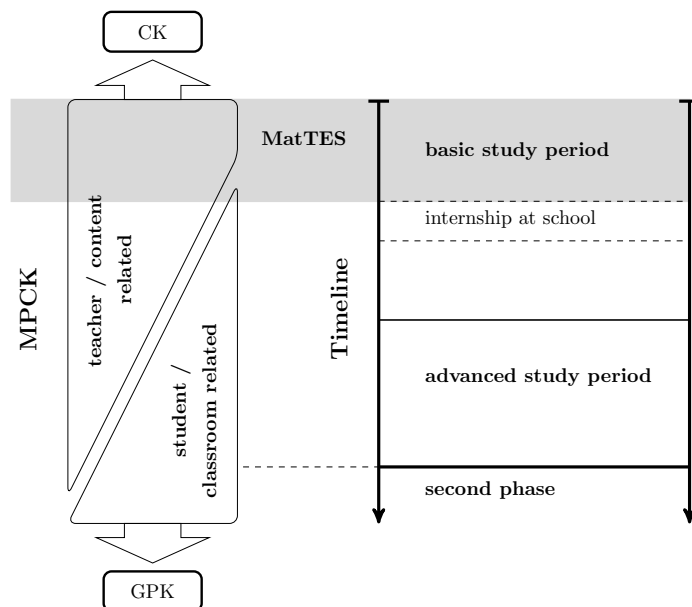 CK
MatTES
basic study period
internship at school
MPCK
teacher / content
related
Timeline
student /
classroom related
advanced study period
second phase
GPK